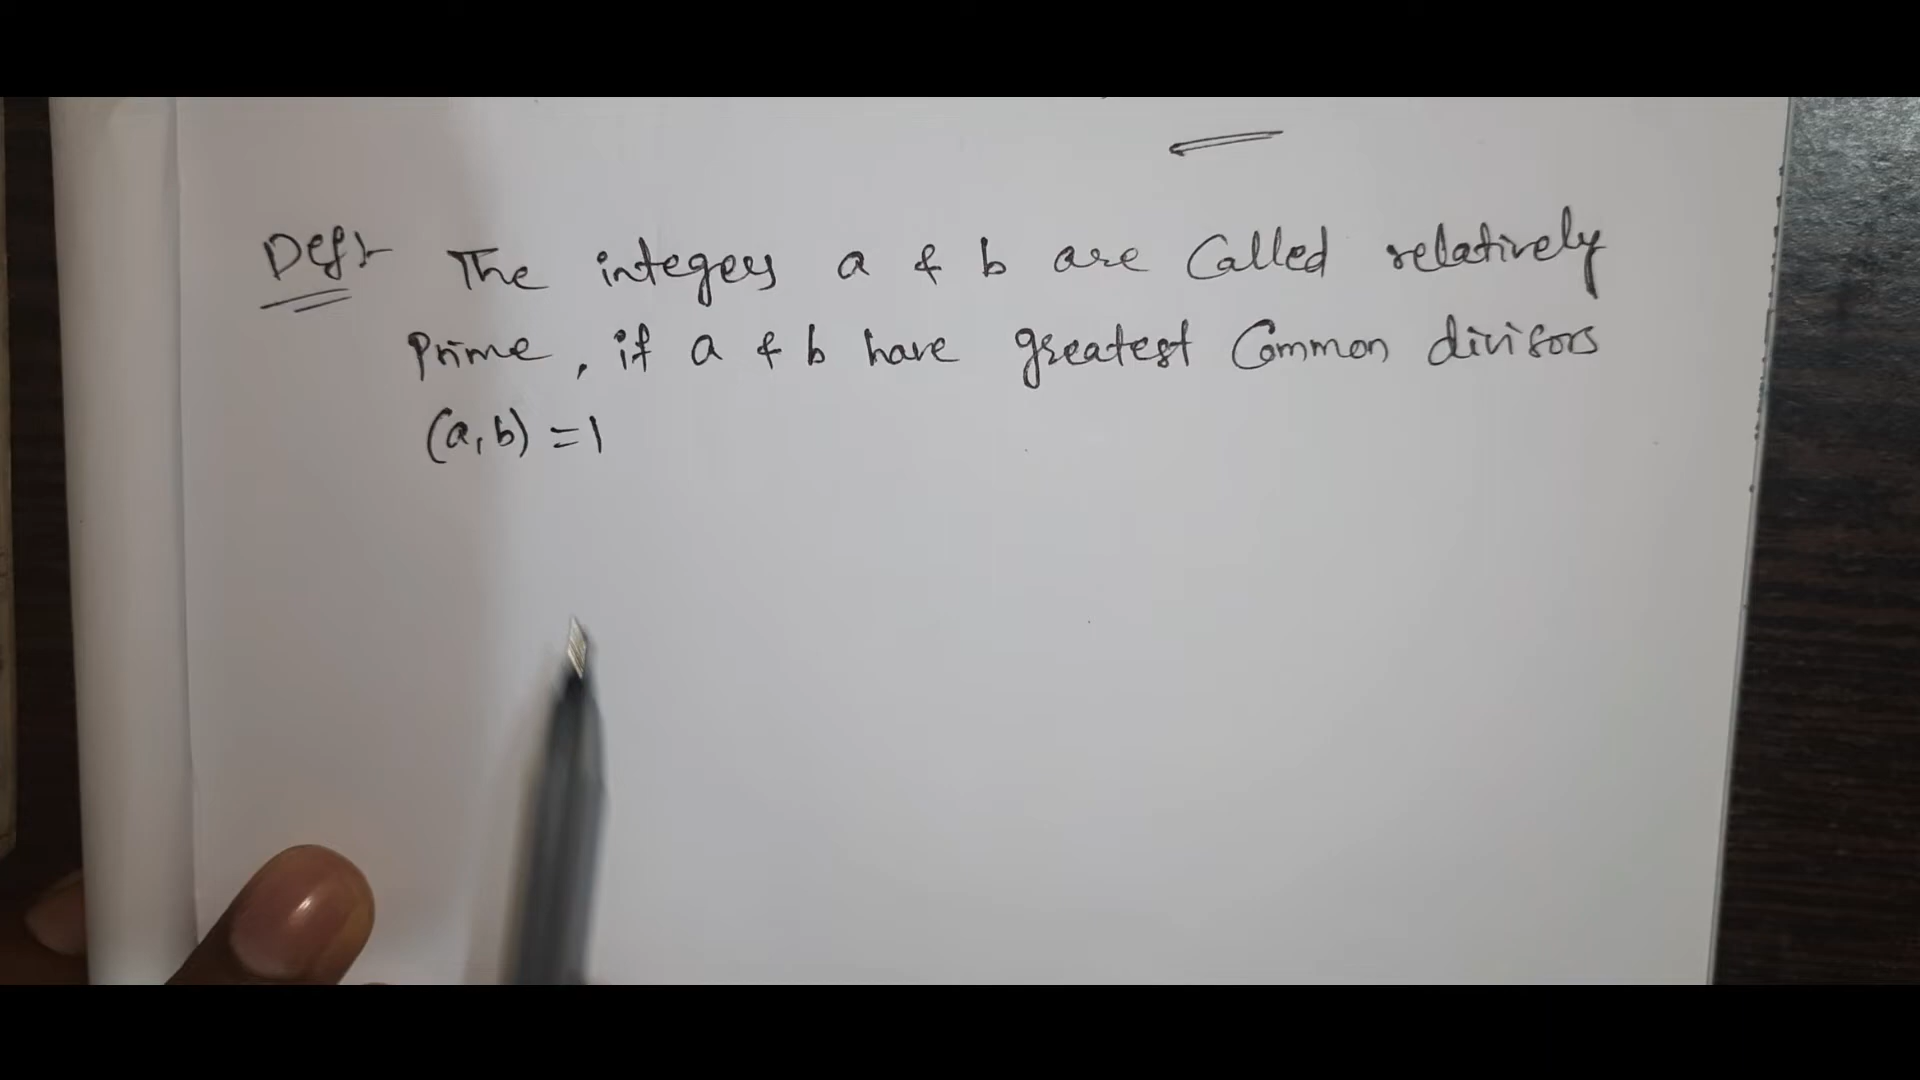 Def:- The integers a & b are Called relatively
Prime, if a & b have greatest Common divisors
(a, b) = 1